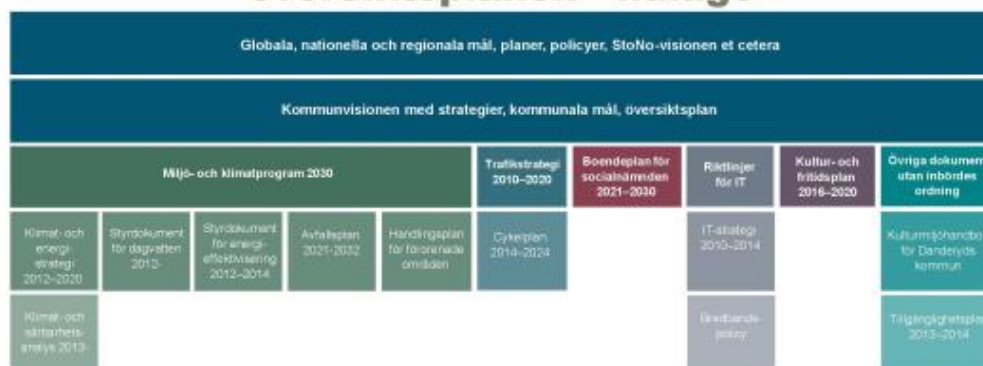 Globala, nationella och regionala mål, planer, policyer, StoNo-visionen et cetera
Kommunvisionen med strategier, kommunala mål, översiktsplan
Miljö- och klimatprogram 2030
Trafikstrategi
2010–2020
Boendeplan för
socialnämnden
2021–2030
Riktlinjer
för IT
Kultur- och
fritidsplan
2016–2020
Övriga dokument
utan inbördes
ordning
Klimat- och
energi-
strategi
2012–2020
Styrdokument
för dagvatten
2012-
Styrdokument
för energi-
effektivisering
2012–2014
Avfallsplan
2021-2032
Handlingsplan
för förorenade
områden
Cykelplan
2014–2024
IT-strategi
2010–2014
Kulturmiljöhandbo
för Danderyds
kommun
Klimat- och
sårbarhets-
analys 2013-
Bredbands-
policy
Tillgänglighetsplan
2013–2014